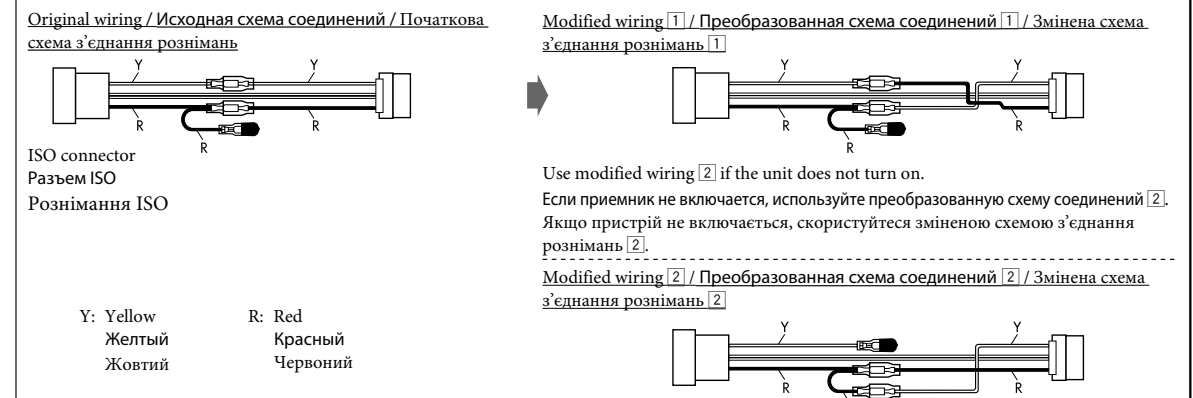 Original wiring / Исходная схема соединений / Початкова
схема з’єднання рознімань
Y
Y
R
R
R
ISO connector
Разъем ISO
Рознімання ISO
Y: Yellow
Желтый
Жовтий
R: Red
Красный
Червоний
Modified wiring 1 / Преобразованная схема соединений 1 / Змінена схема
з’єднання рознімань 1
Y
Y
R
R
R
Use modified wiring 2 if the unit does not turn on.
Если приемник не включается, используйте преобразованную схему соединений 2.
Якщо пристрій не включається, скористуйтеся зміненою схемою з’єднання
рознімань 2.
Modified wiring 2 / Преобразованная схема соединений 2 / Змінена схема
з’єднання рознімань 2
Y
Y
R
R